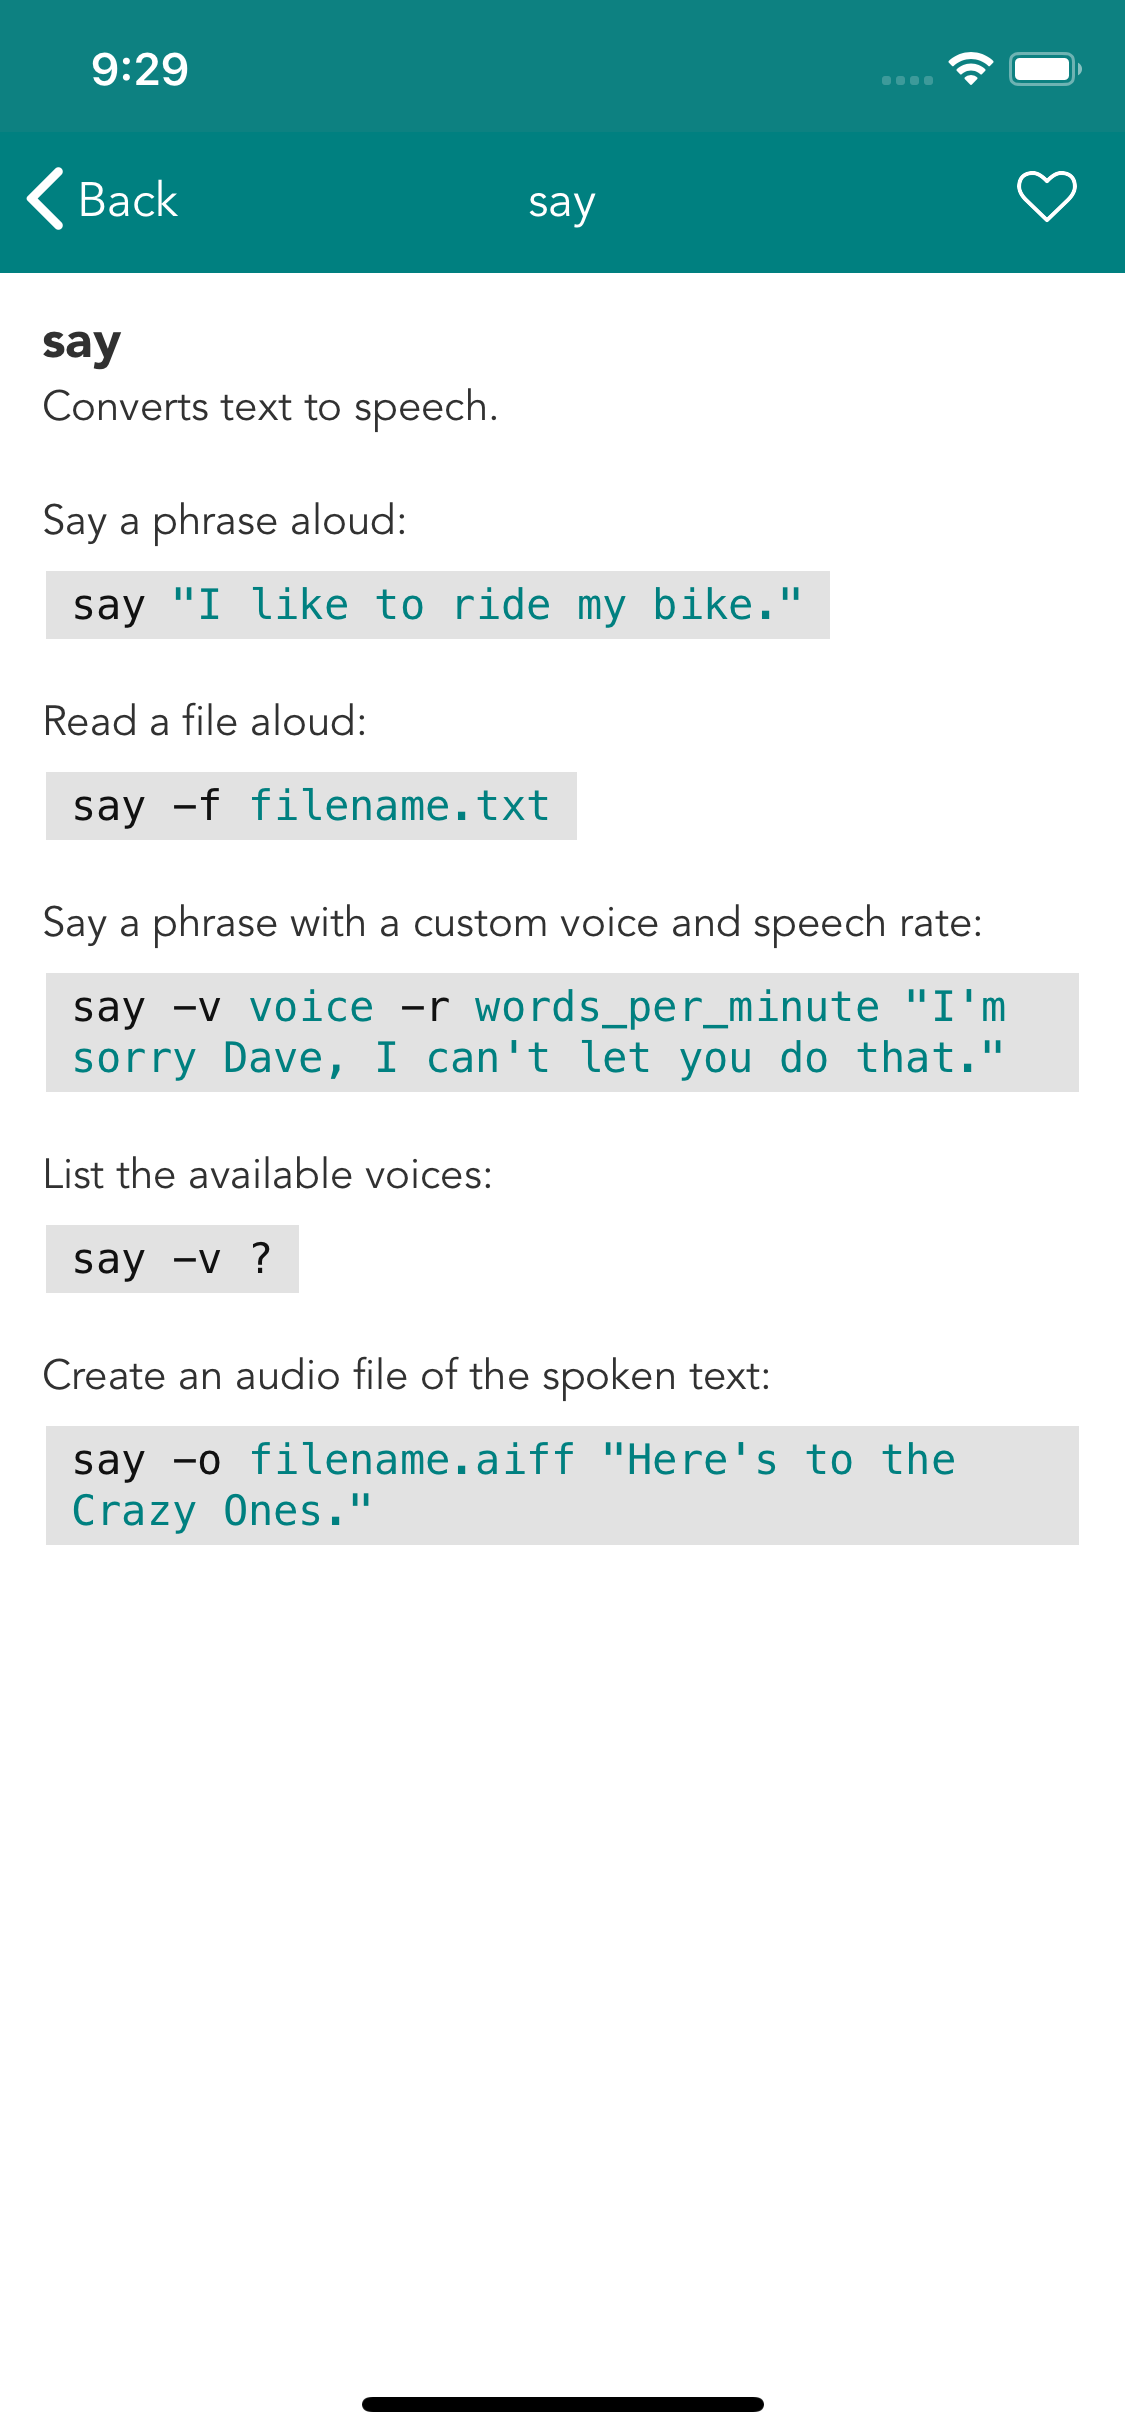 9:29
Back
say
say
Converts text to speech.
Say a phrase aloud:
say "I like to ride my bike."
Read a file aloud:
say -f filename.txt
Say a phrase with a custom voice and speech rate:
say -v voice -r words_per_minute "I'm
sorry Dave, I can't let you do that."
List the available voices:
say -v ?
Create an audio file of the spoken text:
say -o filename.aiff "Here's to the
Crazy Ones."